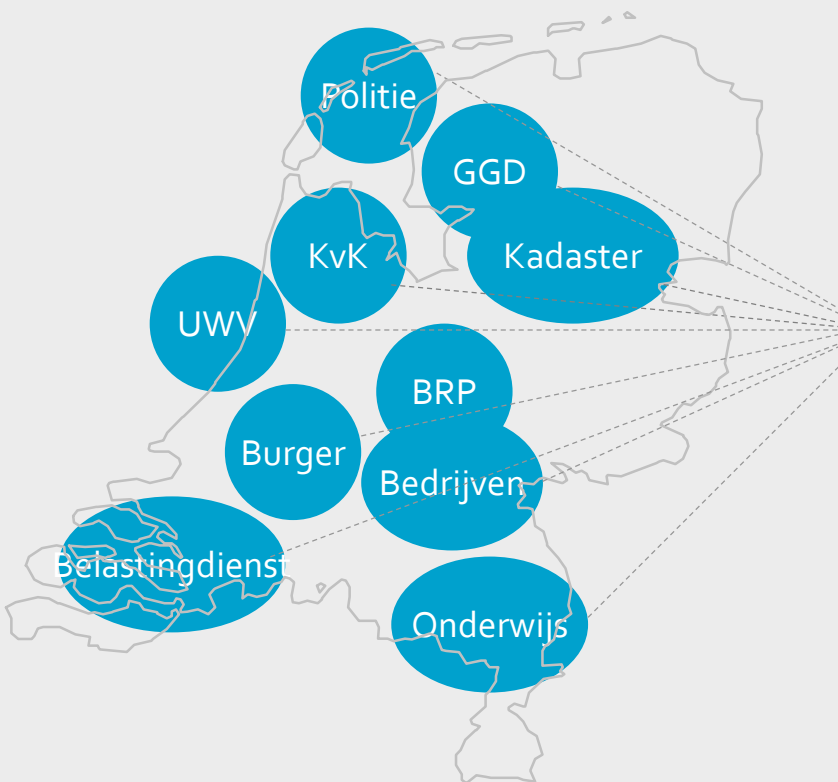 Politie
GGD
KvK
Kadaster
UWV
BRP
Burger
Bedrijven
Belastingdienst
Onderwijs